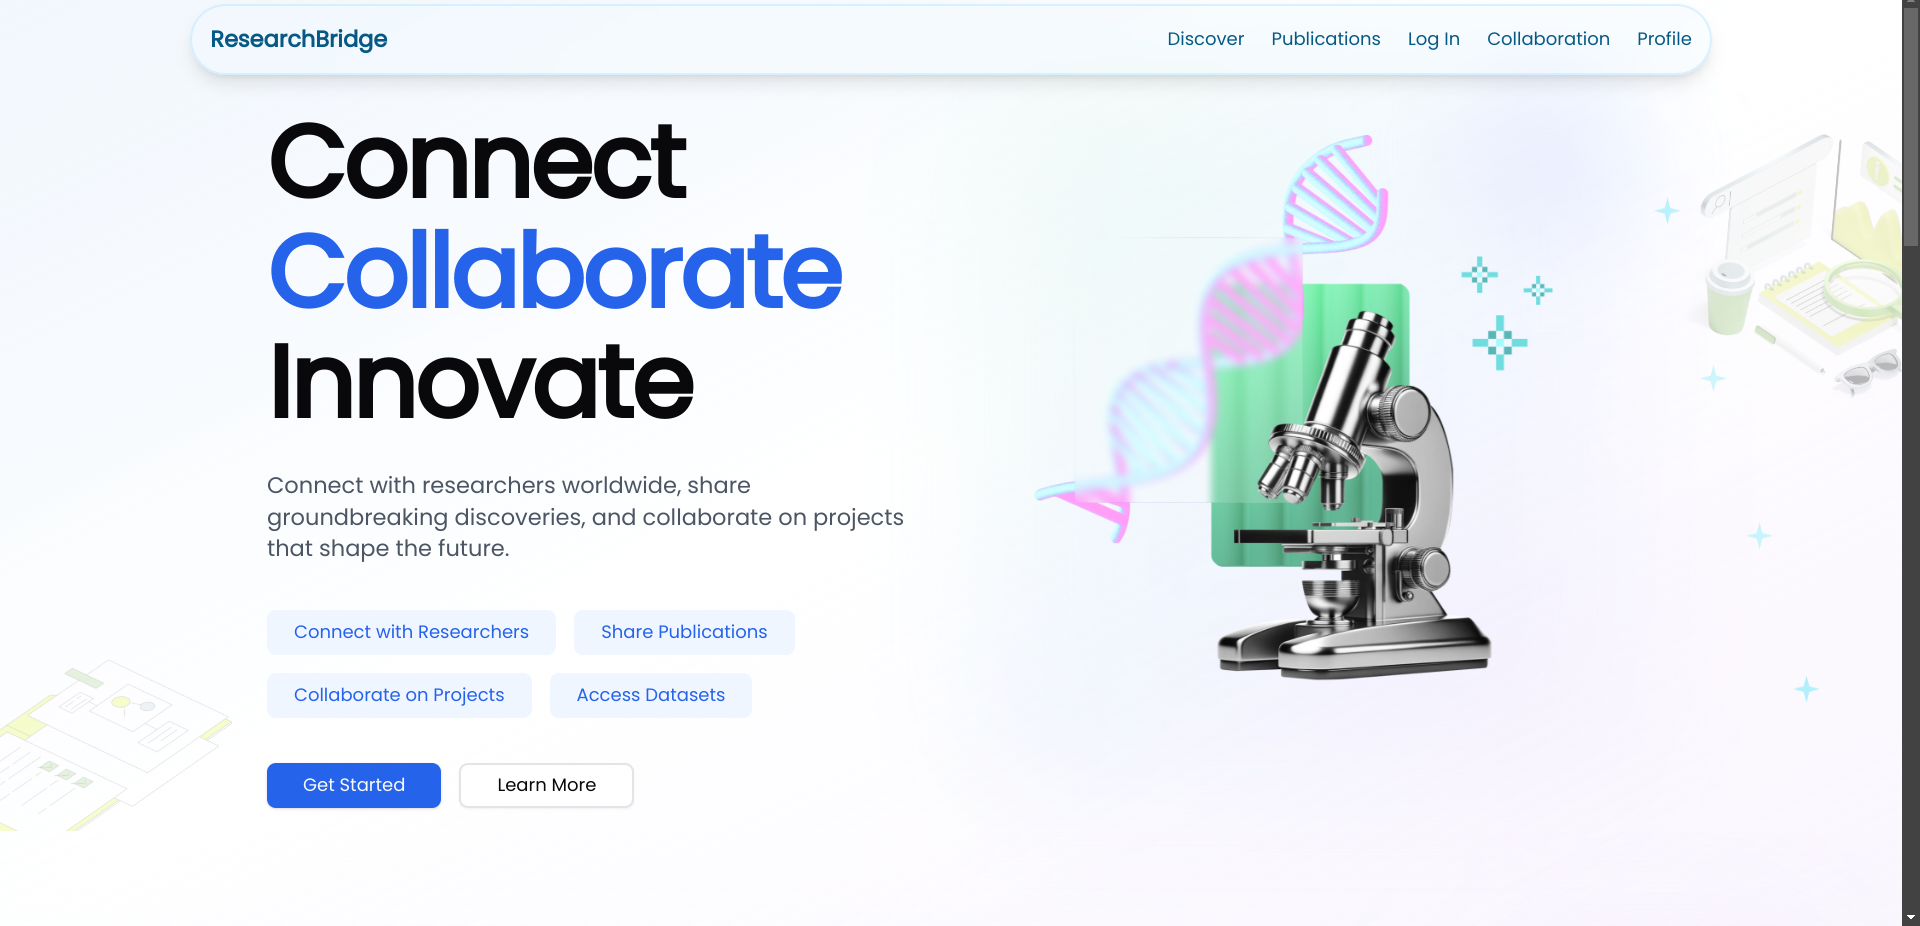 ResearchBridge
Discover Publications Log In Collaboration Profile
Connect
Collaborate
Innovate
Connect with researchers worldwide, share
groundbreaking discoveries, and collaborate on projects
that shape the future.
Connect with Researchers Share Publications
Collaborate on Projects Access Datasets
Get Started Learn More